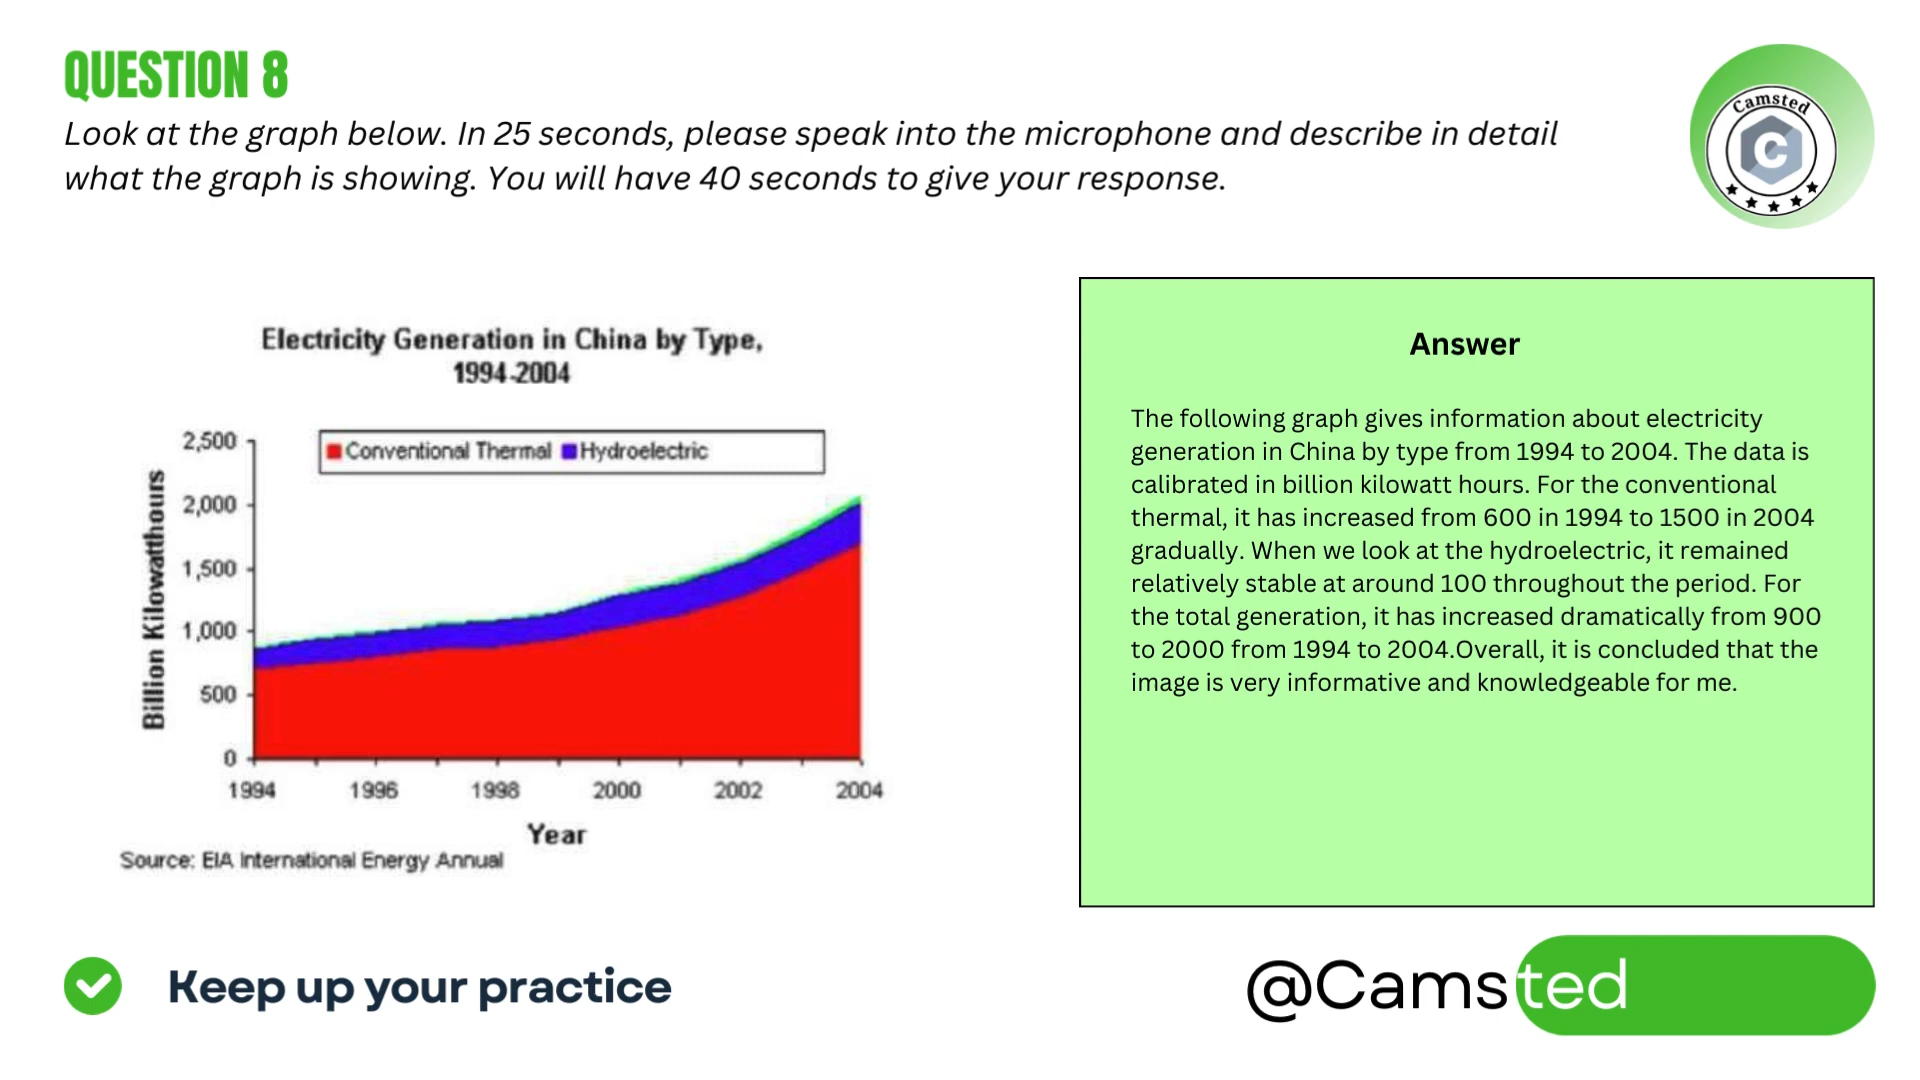 QUESTION 8
Look at the graph below. In 25 seconds, please speak into the microphone and describe in detail
what the graph is showing. You will have 40 seconds to give your response.
Camsted
C
Electricity Generation in China by Type,
1994-2004
Conventional Thermal Hydroelectric
2,500
2,000
1,500
1,000
500
0
Billion Kilowatthours
1994 1996 1998 2000 2002 2004
Year
Source: EIA International Energy Annual
Answer
The following graph gives information about electricity
generation in China by type from 1994 to 2004. The data is
calibrated in billion kilowatt hours. For the conventional
thermal, it has increased from 600 in 1994 to 1500 in 2004
gradually. When we look at the hydroelectric, it remained
relatively stable at around 100 throughout the period. For
the total generation, it has increased dramatically from 900
to 2000 from 1994 to 2004.Overall, it is concluded that the
image is very informative and knowledgeable for me.
Keep up your practice
@Camsted